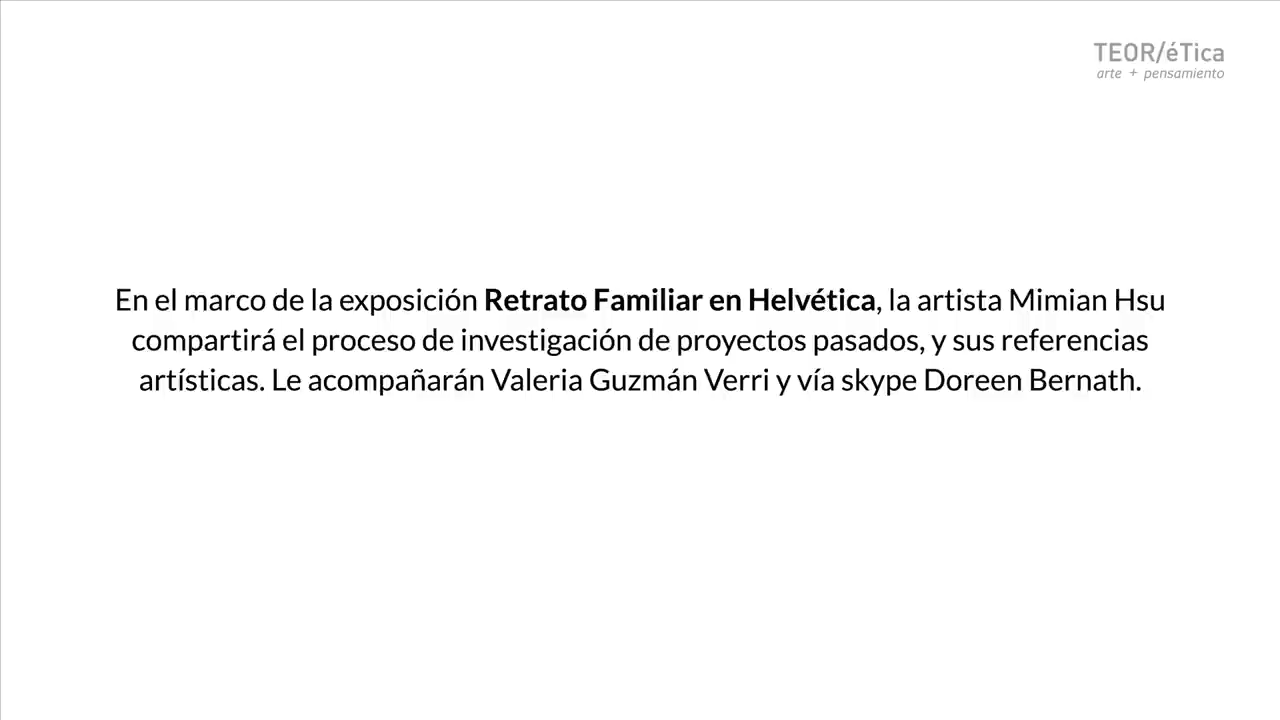 TEOR/éTica
arte + pensamiento
En el marco de la exposición Retrato Familiar en Helvética, la artista Mimian Hsu
compartirá el proceso de investigación de proyectos pasados, y sus referencias
artísticas. Le acompañarán Valeria Guzmán Verri y vía skype Doreen Bernath.